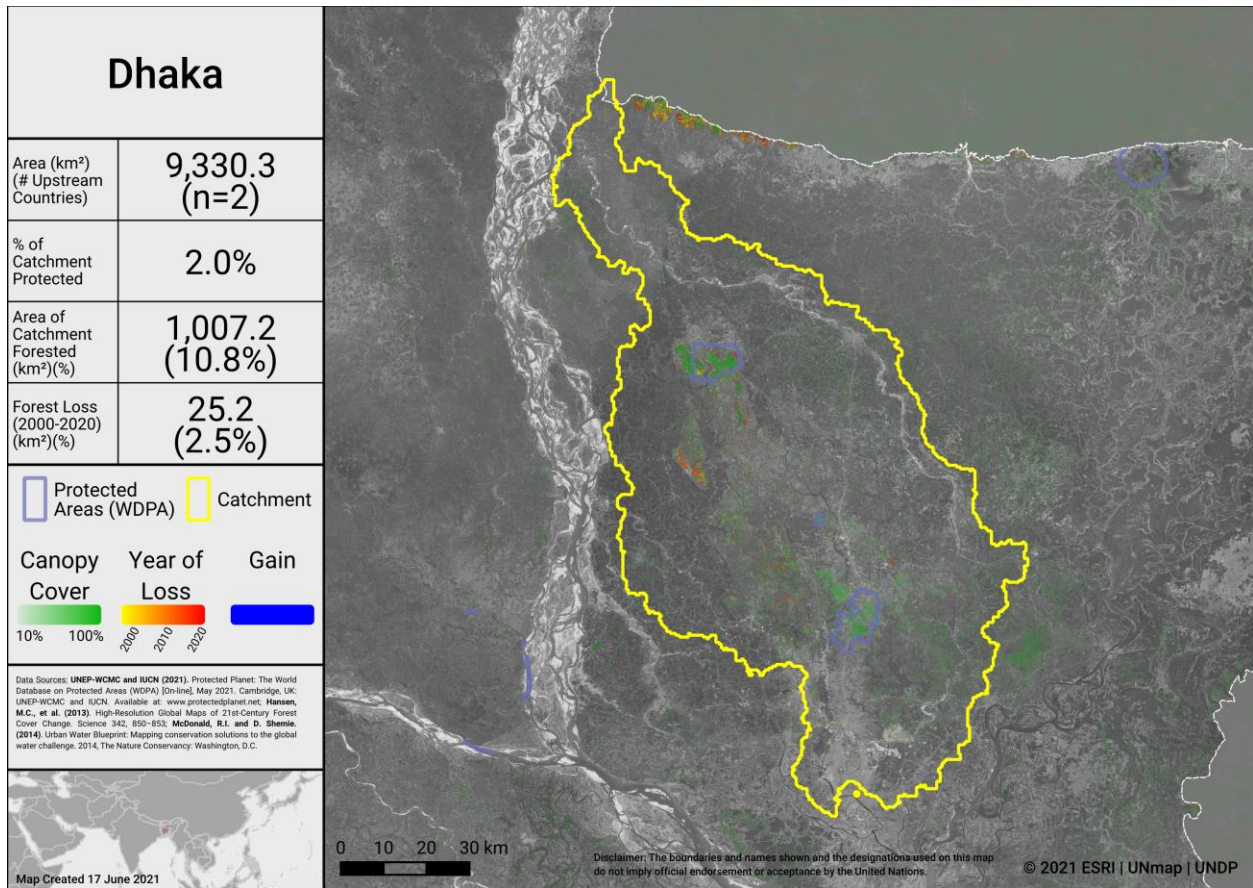 Dhaka
Area (km²)
(# Upstream
Countries)
9,330.3
(n=2)
% of
Catchment
Protected
2.0%
Area of
Catchment
Forested
(km²)(%)
1,007.2
(10.8%)
Forest Loss
(2000-2020)
(km²)(%)
25.2
(2.5%)
Protected
Areas (WDPA)
Catchment
Canopy
Cover
10% 100%
Year of
Loss
2000 2010 2020
Gain
Data Sources: UNEP-WCMC and IUCN (2021). Protected Planet: The World
Database on Protected Areas (WDPA) [On-line], May 2021. Cambridge, UK:
UNEP-WCMC and IUCN. Available at: www.protectedplanet.net; Hansen,
M.C., et al. (2013). High-Resolution Global Maps of 21st-Century Forest
Cover Change. Science 342, 850–853; McDonald, R.I. and D. Shemie.
(2014). Urban Water Blueprint: Mapping conservation solutions to the global
water challenge. 2014, The Nature Conservancy: Washington, D.C.
Map Created 17 June 2021
0 10 20 30 km
Disclaimer: The boundaries and names shown and the designations used on this map
do not imply official endorsement or acceptance by the United Nations.
© 2021 ESRI | UNmap | UNDP